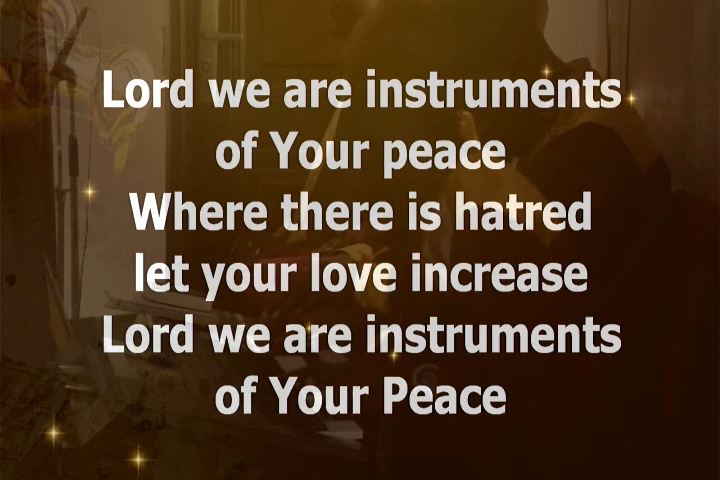 Lord we are instruments
of Your peace
Where there is hatred
let your love increase
Lord we are instruments
of Your Peace